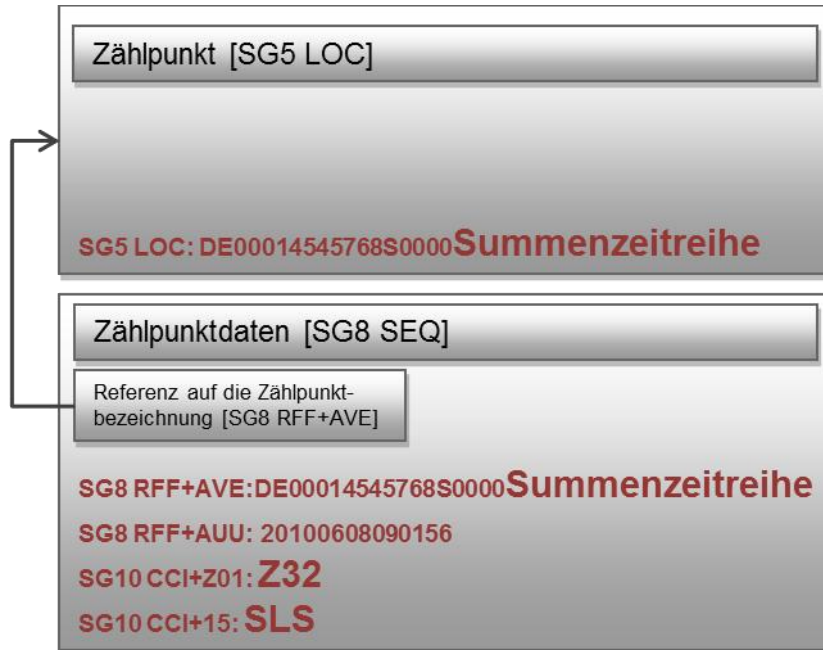 Zählpunkt [SG5 LOC]
SG5 LOC: DE00014545768S0000Summenzeitreihe
Zählpunktdaten [SG8 SEQ]
Referenz auf die Zählpunkt-
bezeichnung [SG8 RFF+AVE]
SG8 RFF+AVE:DE00014545768S0000Summenzeitreihe
SG8 RFF+AUU: 20100608090156
SG10 CCI+Z01: Z32
SG10 CCI+15: SLS